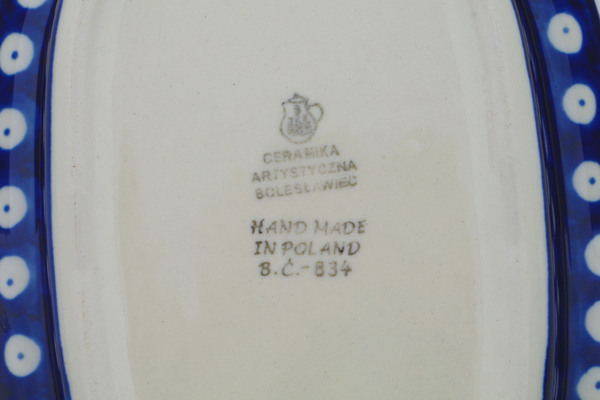 CERAMIKA
ARTYSTYCZNA
BOLESŁAWIEC
HAND MADE
IN POLAND
B.C.-834